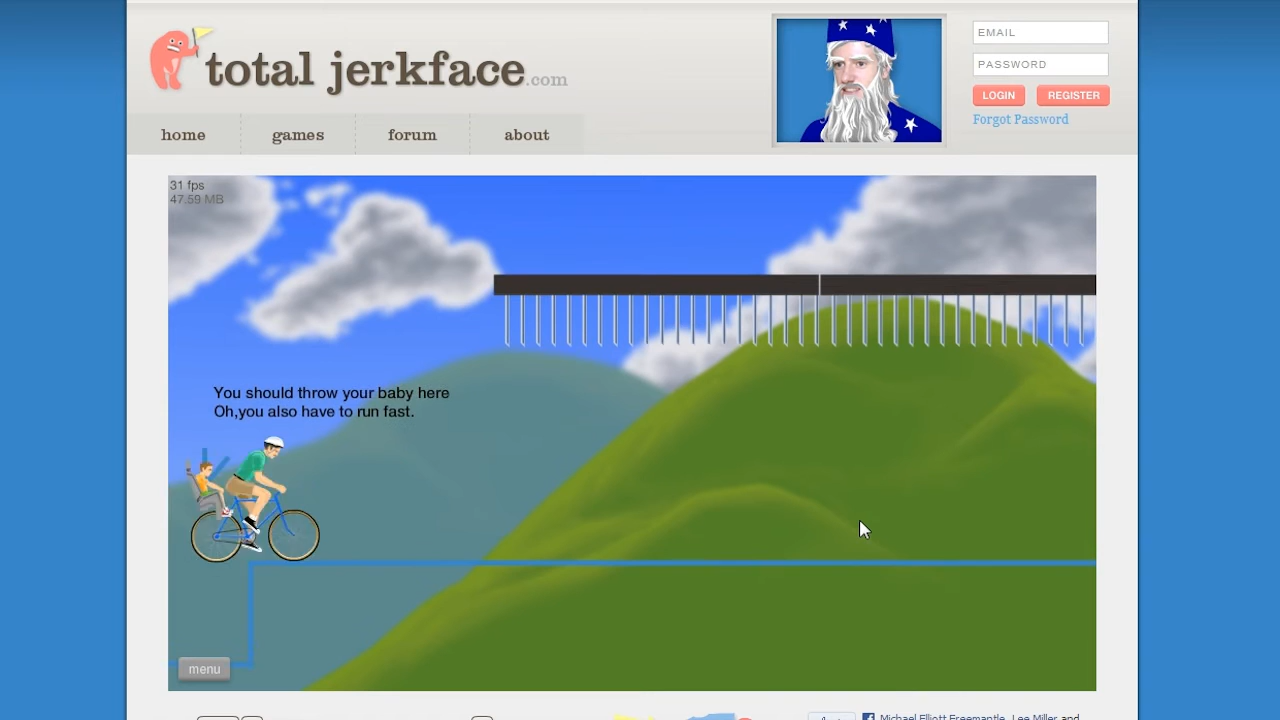 total jerkface.com
EMAIL
PASSWORD
LOGIN
REGISTER
Forgot Password
home
games
forum
about
31 fps
47.59 MB
You should throw your baby here
Oh,you also have to run fast.
menu
Michael Elliott Freemantle, Lee Miller and